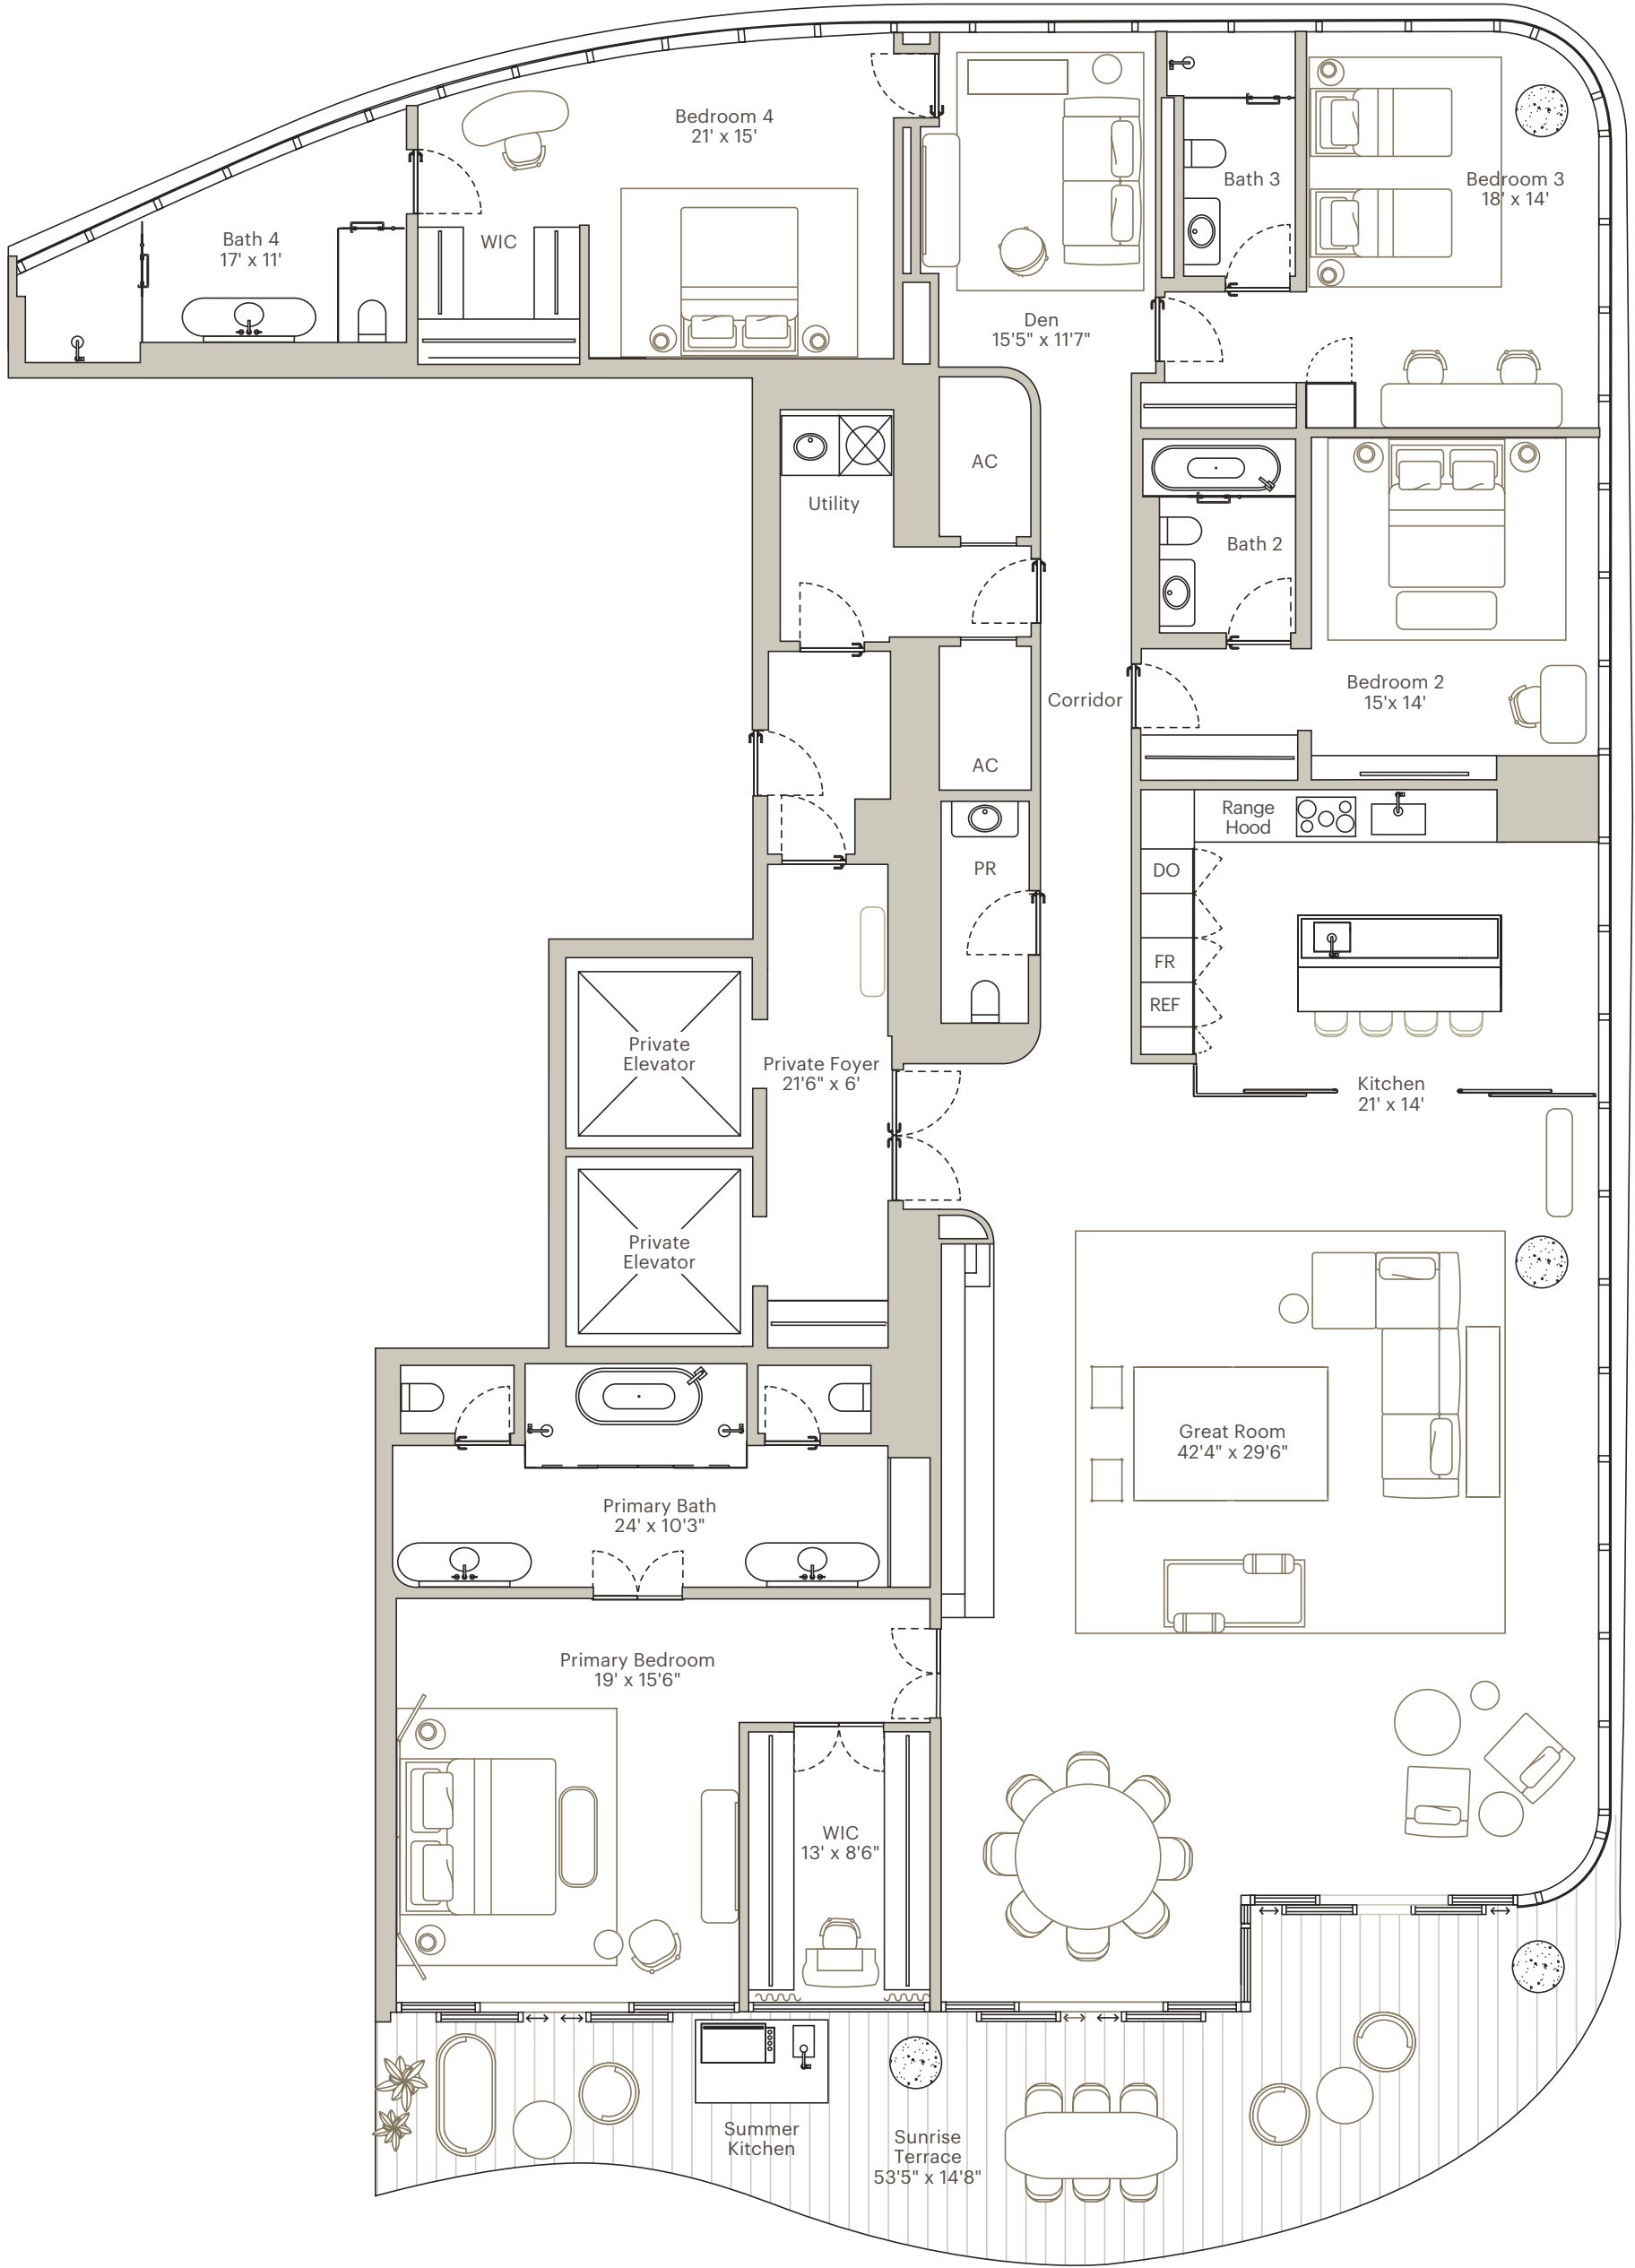 Bedroom 4
21' x 15'
Bath 3
Bedroom 3
18' x 14'
Bath 4
17' x 11'
WIC
Den
15'5" x 11'7"
AC
Utility
Bath 2
Bedroom 2
15'x 14'
Corridor
AC
Range
Hood
PR
DO
FR
REF
Private
Elevator
Private Foyer
21'6" x 6'
Kitchen
21' x 14'
Private
Elevator
Great Room
42'4" x 29'6"
Primary Bath
24' x 10'3"
Primary Bedroom
19' x 15'6"
WIC
13' x 8'6"
Summer
Kitchen
Sunrise
Terrace
53'5" x 14'8"